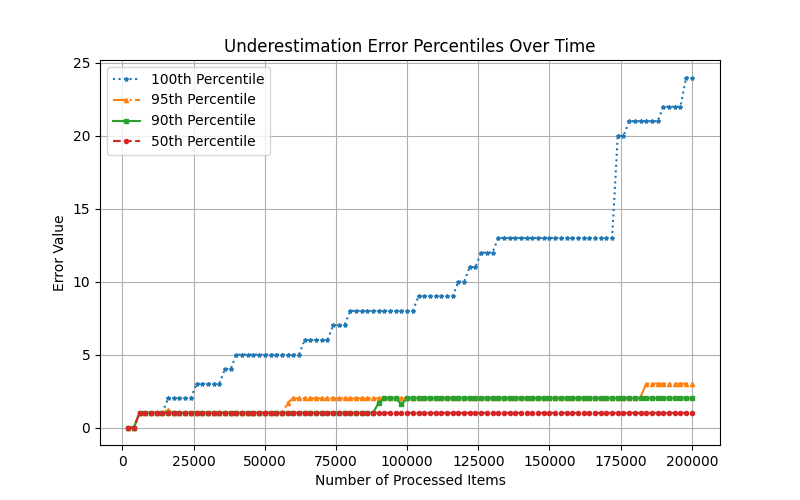 Underestimation Error Percentiles Over Time
100th Percentile
95th Percentile
90th Percentile
50th Percentile
Error Value
25
20
15
10
5
0
0 25000 50000 75000 100000 125000 150000 175000 200000
Number of Processed Items